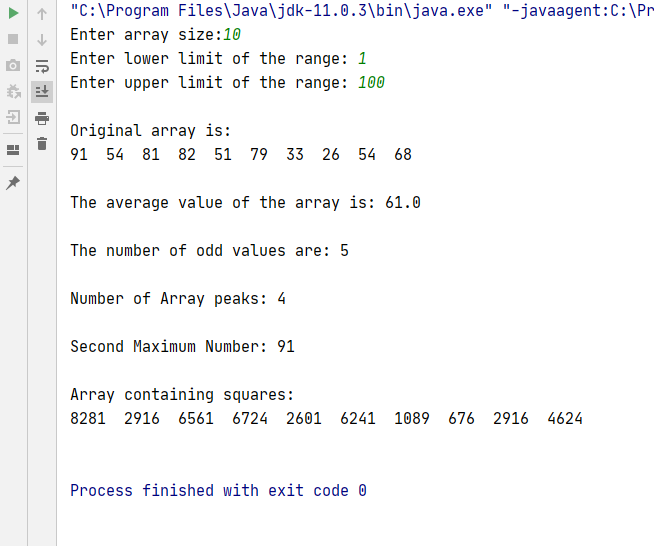 "C:\Program Files\Java\jdk-11.0.3\bin\java.exe" "-javaagent:C:\Pr
Enter array size:10
Enter lower limit of the range: 1
Enter upper limit of the range: 100
Original array is:
91  54  81  82  51  79  33  26  54  68
The average value of the array is: 61.0
The number of odd values are: 5
Number of Array peaks: 4
Second Maximum Number: 91
Array containing squares:
8281  2916  6561  6724  2601  6241  1089  676  2916  4624
Process finished with exit code 0